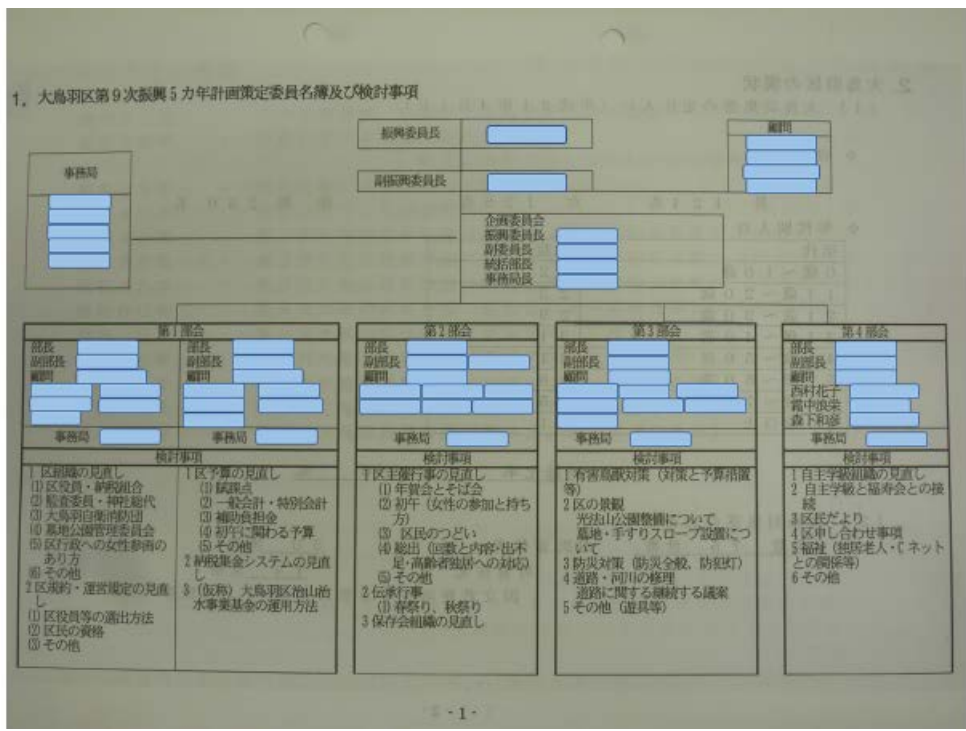 1. 大鳥羽区第9次振興5カ年計画策定委員名簿及び検討事項
振興委員長
顧問
事務局
副振興委員長
企画委員会
振興委員長
副委員長
統括部長
事務局長
第1部会
部長
副部長
顧問
部長
副部長
顧問
事務局
事務局
検討事項
1 区組織の見直し
(1) 区役員・納税組合
(2) 監査委員・神社総代
(3) 大鳥羽自衛消防団
(4) 墓地公園管理委員会
(5) 区行政への女性参画の
あり方
(6) その他
2 区規約・運営規定の見直
し
(1) 区役員等の選出方法
(2) 区民の資格
(3) その他
1 区予算の見直し
(1) 賦課点
(2) 一般会計・特別会計
(3) 補助負担金
(4) 初午に関わる予算
(5) その他
2 納税集金システムの見直
し
3 (仮称) 大鳥羽区治山治
水事業基金の運用方法
第2部会
部長
副部長
顧問
事務局
検討事項
1 区主催行事の見直し
(1) 年賀会とそば会
(2) 初午 (女性の参加と持ち
方)
(3) 区民のつどい
(4) 総出 (回数と内容・出不
足・高齢者独居への対応)
(5) その他
2 伝承行事
(1) 春祭り、秋祭り
3 保存会組織の見直し
第3部会
部長
副部長
顧問
事務局
検討事項
1 有害鳥獣対策 (対策と予算措置
等)
2 区の景観
光法山公園整備について
墓地・手すりスロープ設置につ
いて
3 防災対策 (防災全般、防犯灯)
4 道路・河川の修理
道路に関する継続する議案
5 その他 (遊具等)
第4部会
部長
副部長
顧問
西村花子
霜中浪栄
森下和彦
事務局
検討事項
1 自主学級組織の見直し
2 自主学級と福寿会との接
続
3 区民だより
4 区申し合わせ事項
5 福祉 (独居老人・ネット
との関係等)
6 その他
- 1 -